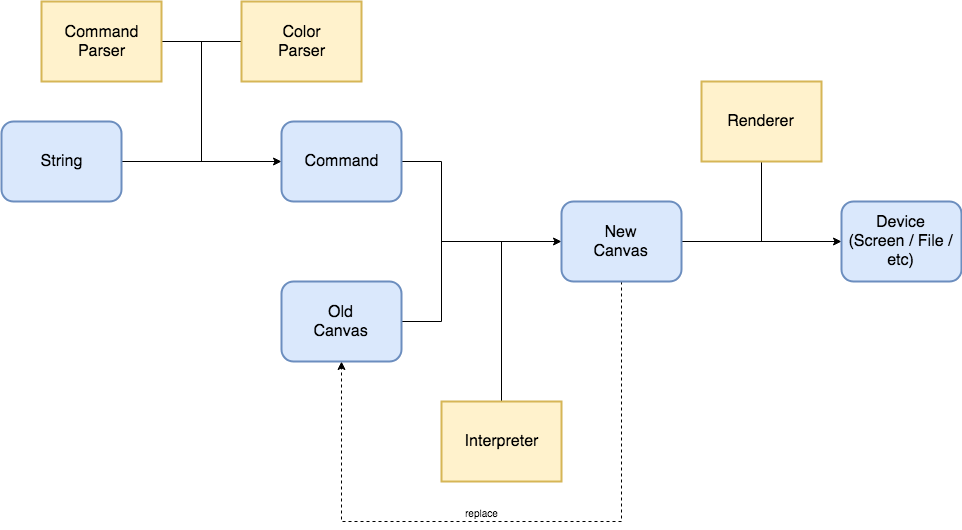 Command
Parser
Color
Parser
Renderer
String
Command
New
Canvas
Device
(Screen / File /
etc)
Old
Canvas
Interpreter
replace